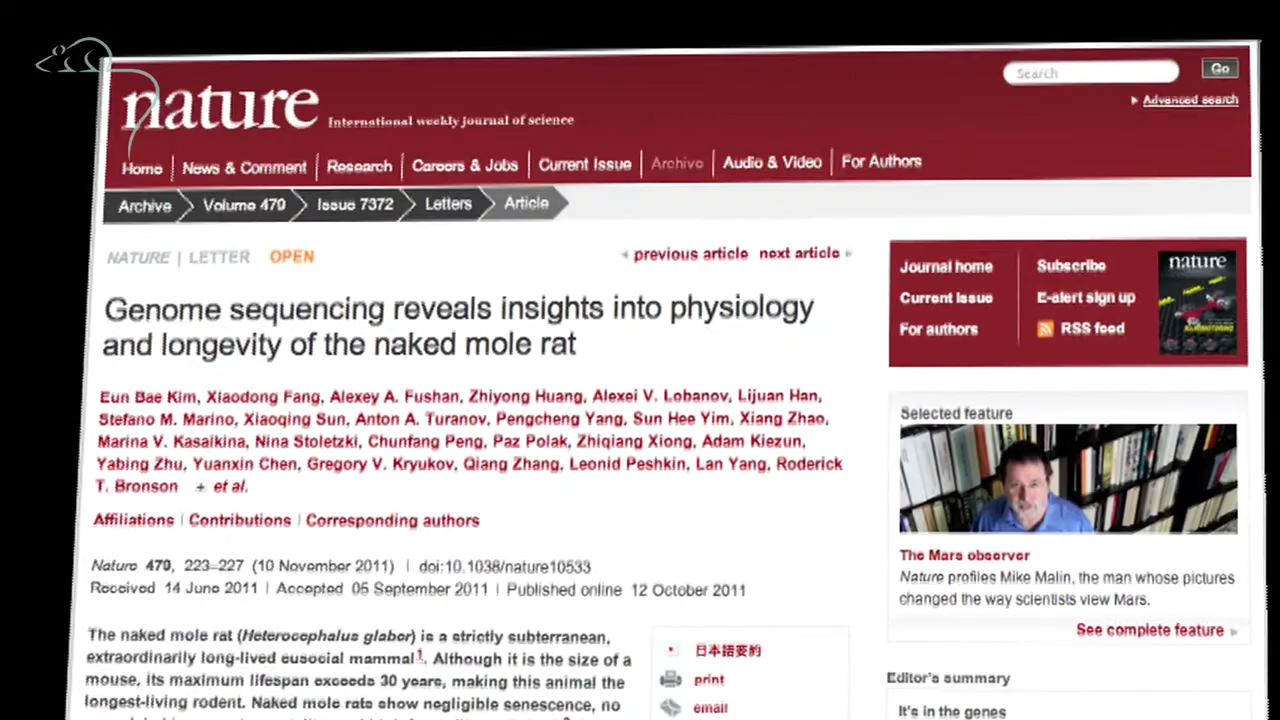 nature
International weekly journal of science
Search
Go
Advanced search
Home
News & Comment
Research
Careers & Jobs
Current Issue
Archive
Audio & Video
For Authors
Archive
Volume 470
Issue 7372
Letters
Article
NATURE | LETTER OPEN
previous article next article
Genome sequencing reveals insights into physiology
and longevity of the naked mole rat
Eun Bae Kim, Xiaodong Fang, Alexey A. Fushan, Zhiyong Huang, Alexei V. Lobanov, Lijuan Han,
Stefano M. Marino, Xiaoqing Sun, Anton A. Turanov, Pengcheng Yang, Sun Hee Yim, Xiang Zhao,
Marina V. Kasaikina, Nina Stoletzki, Chunfang Peng, Paz Polak, Zhiqiang Xiong, Adam Kiezun,
Yabing Zhu, Yuanxin Chen, Gregory V. Kryukov, Qiang Zhang, Leonid Peshkin, Lan Yang, Roderick
T. Bronson + et al.
Affiliations | Contributions | Corresponding authors
Nature 470, 223–227 (10 November 2011) | doi:10.1038/nature10533
Received 14 June 2011 | Accepted 05 September 2011 | Published online 12 October 2011
The naked mole rat (Heterocephalus glaber) is a strictly subterranean,
extraordinarily long-lived eusocial mammal1. Although it is the size of a
mouse, its maximum lifespan exceeds 30 years, making this animal the
longest-living rodent. Naked mole rats show negligible senescence, no
日本語要約
print
email
Journal home
Current issue
For authors
Subscribe
E-alert sign up
RSS feed
nature
Selected feature
The Mars observer
Nature profiles Mike Malin, the man whose pictures
changed the way scientists view Mars.
See complete feature
Editor's summary
It's in the genes